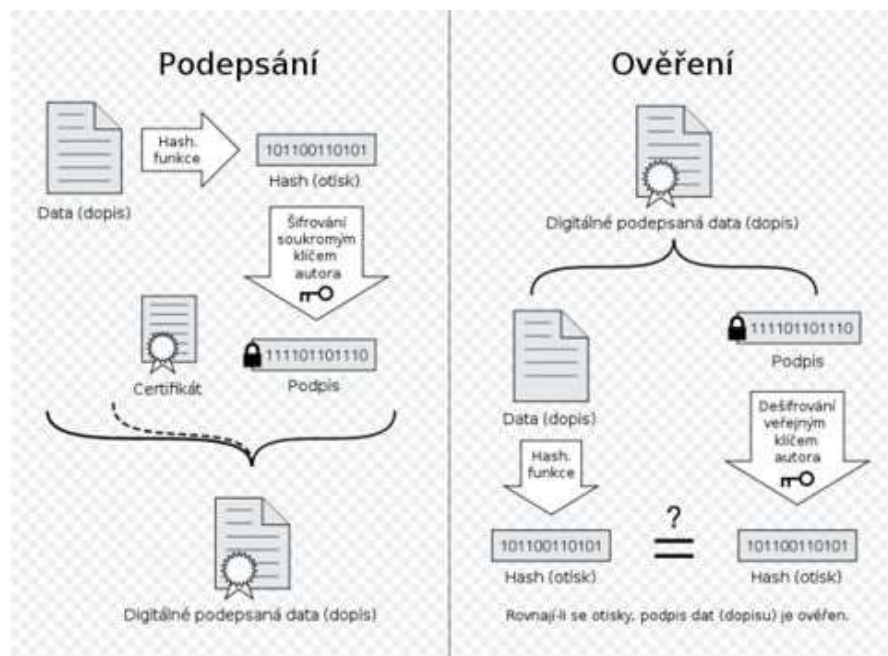 Podepsání
Hash.
funkce
101100110101
Hash (otisk)
Data (dopis)
Šifrování
soukromým
klíčem
autora
Certifikát
111101101110
Podpis
Digitálně podepsaná data (dopis)
Ověření
Digitálně podepsaná data (dopis)
Data (dopis)
111101101110
Podpis
Hash.
funkce
Dešifrování
veřejným
klíčem
autora
101100110101
Hash (otisk)
?
=
101100110101
Hash (otisk)
Rovnají-li se otisky, podpis dat (dopisu) je ověřen.